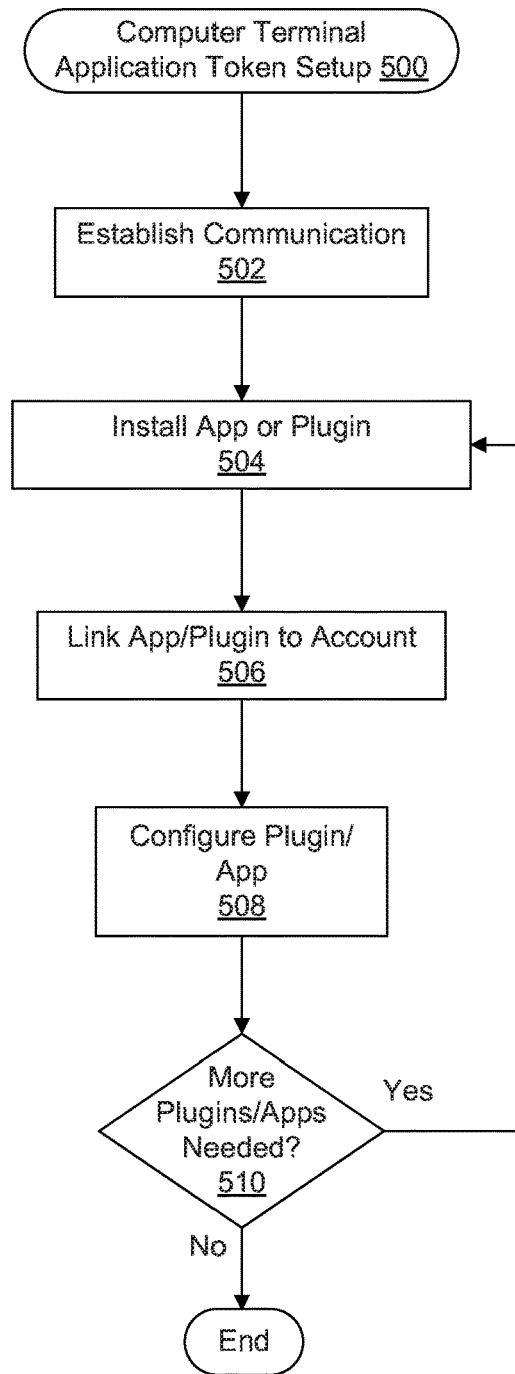 Computer Terminal
Application Token Setup 500
Establish Communication
502
Install App or Plugin
504
Link App/Plugin to Account
506
Configure Plugin/
App
508
More
Plugins/Apps
Needed?
510
Yes
No
End